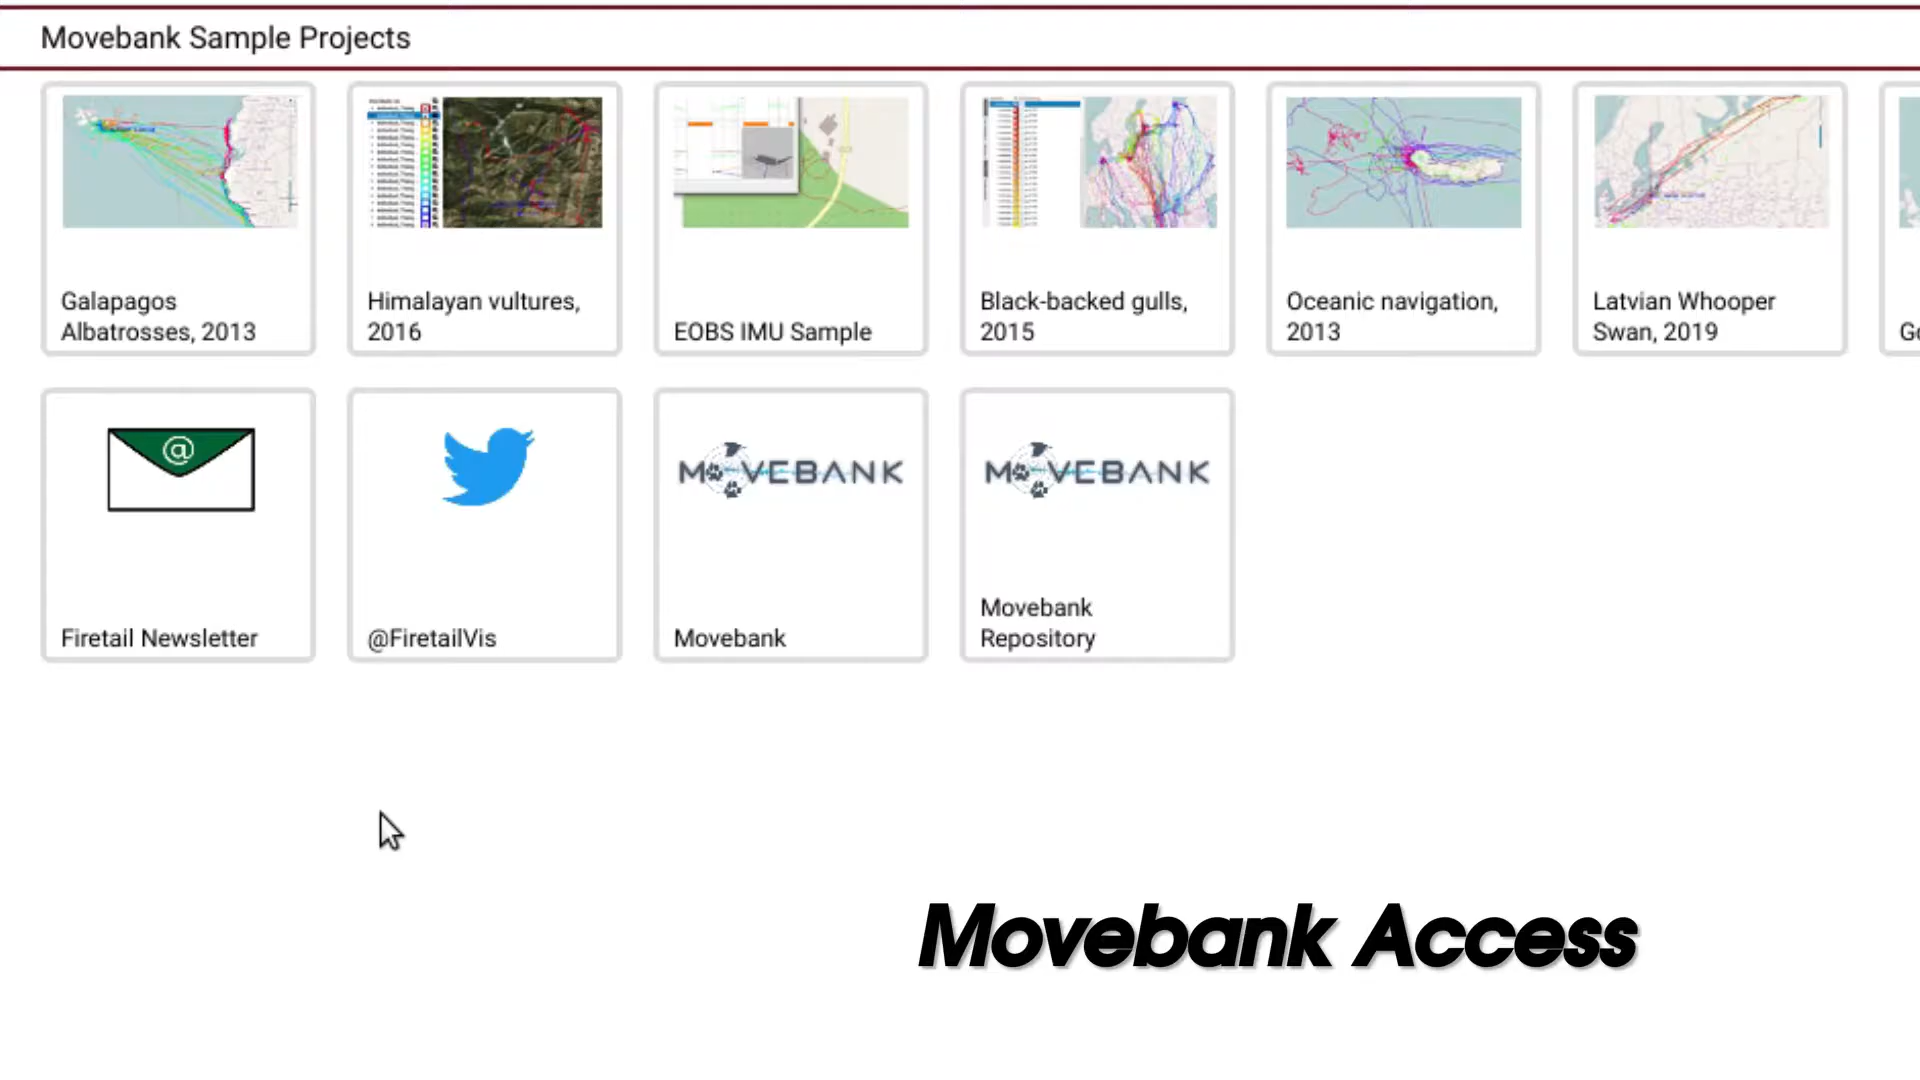 Movebank Sample Projects
Galapagos
Albatrosses, 2013
Himalayan vultures,
2016
EOBS IMU Sample
Black-backed gulls,
2015
Oceanic navigation,
2013
Latvian Whooper
Swan, 2019
@
MOVEBANK
MOVEBANK
Firetail Newsletter
@FiretailVis
Movebank
Movebank
Repository
Movebank Access